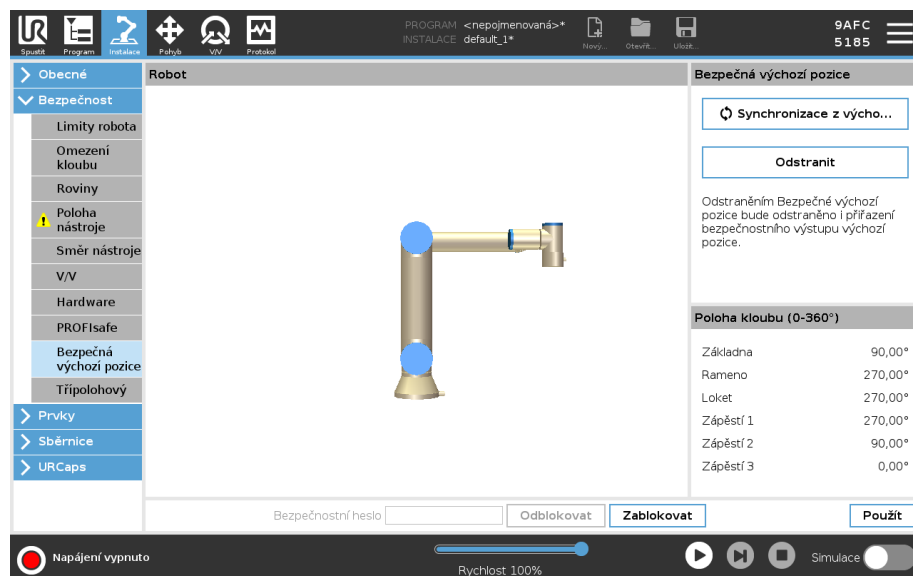 PROGRAM <nepojmenovaná>*
INSTALACE default_1*
Spustit
Program
Instalace
Pohyb
V/V
Protokol
Nový...
Otevřít...
Uložit...
9AFC
5185
Obecné
Bezpečnost
Limity robota
Omezení
kloubu
Roviny
Poloha
nástroje
Směr nástroje
V/V
Hardware
PROFIsafe
Bezpečná
výchozí pozice
Třípolohový
Prvky
Sběrnice
URCaps
Robot
Bezpečná výchozí pozice
Synchronizace z výcho...
Odstranit
Odstraněním Bezpečné výchozí
pozice bude odstraněno i přiřazení
bezpečnostního výstupu výchozí
pozice.
Poloha kloubu (0-360°)
Základna 90,00°
Rameno 270,00°
Loket 270,00°
Zápěstí 1 270,00°
Zápěstí 2 90,00°
Zápěstí 3 0,00°
Bezpečnostní heslo
Odblokovat
Zablokovat
Použít
Napájení vypnuto
Rychlost 100%
Simulace